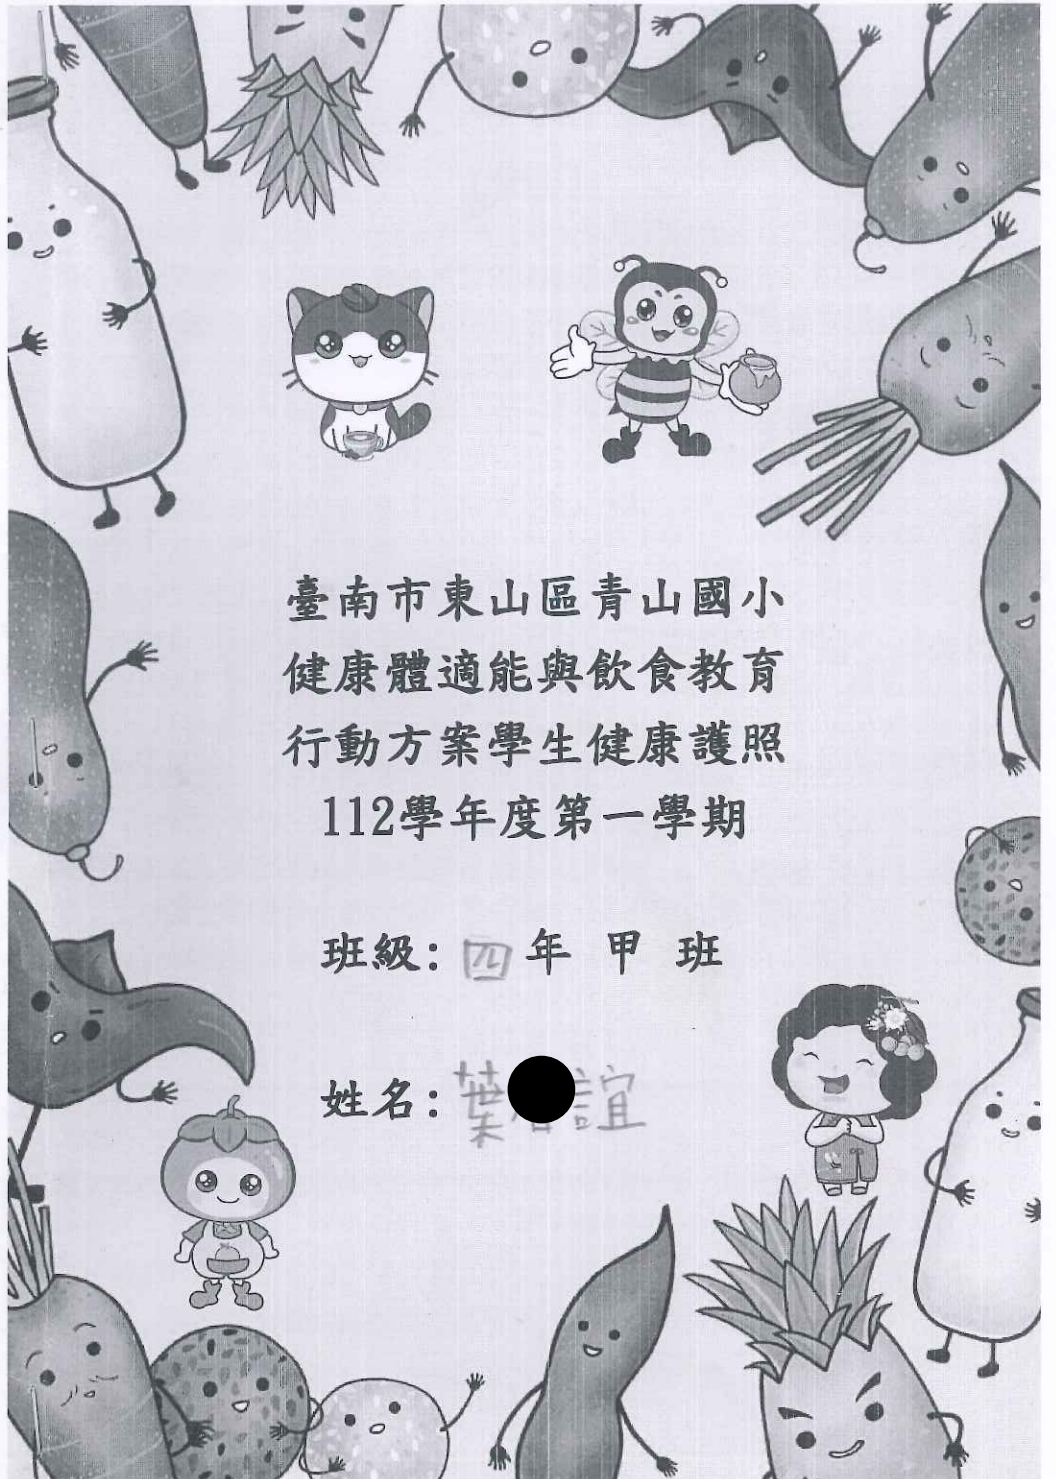 臺南市東山區青山國小
健康體適能與飲食教育
行動方案學生健康護照
112學年度第一學期
班級:四年甲班
姓名:葉 誼